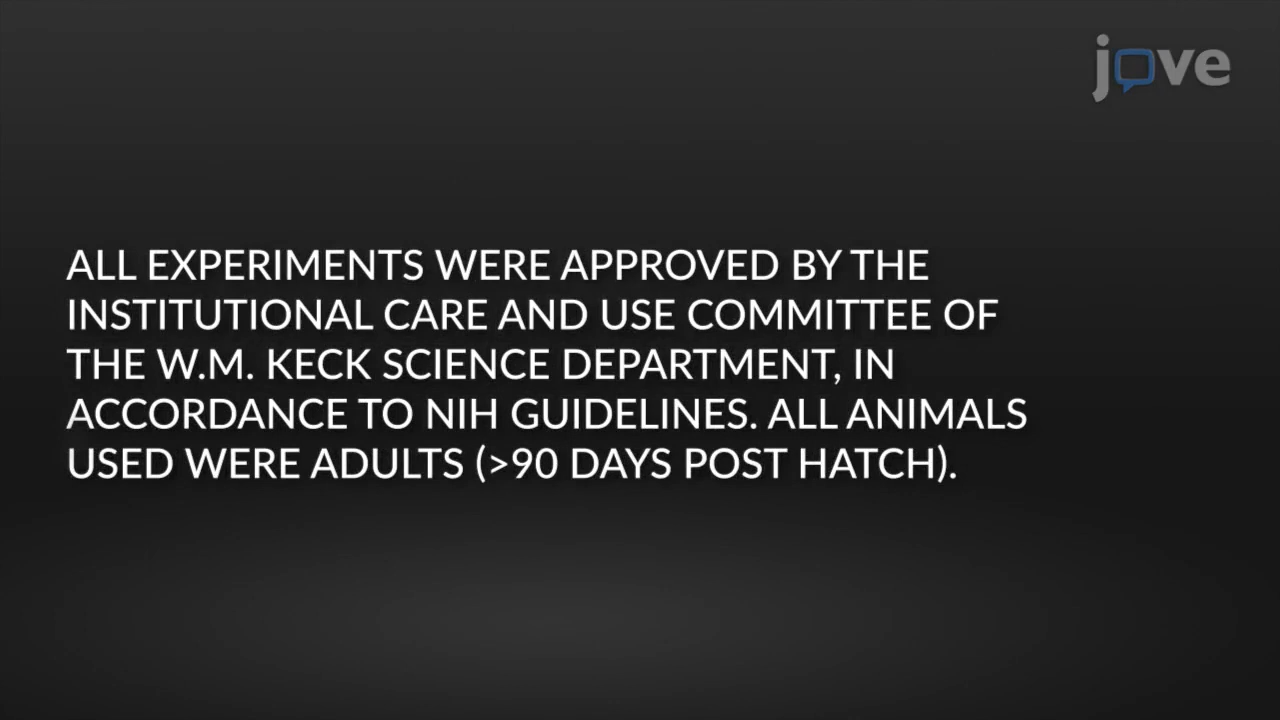 jove
ALL EXPERIMENTS WERE APPROVED BY THE
INSTITUTIONAL CARE AND USE COMMITTEE OF
THE W.M. KECK SCIENCE DEPARTMENT, IN
ACCORDANCE TO NIH GUIDELINES. ALL ANIMALS
USED WERE ADULTS (>90 DAYS POST HATCH).